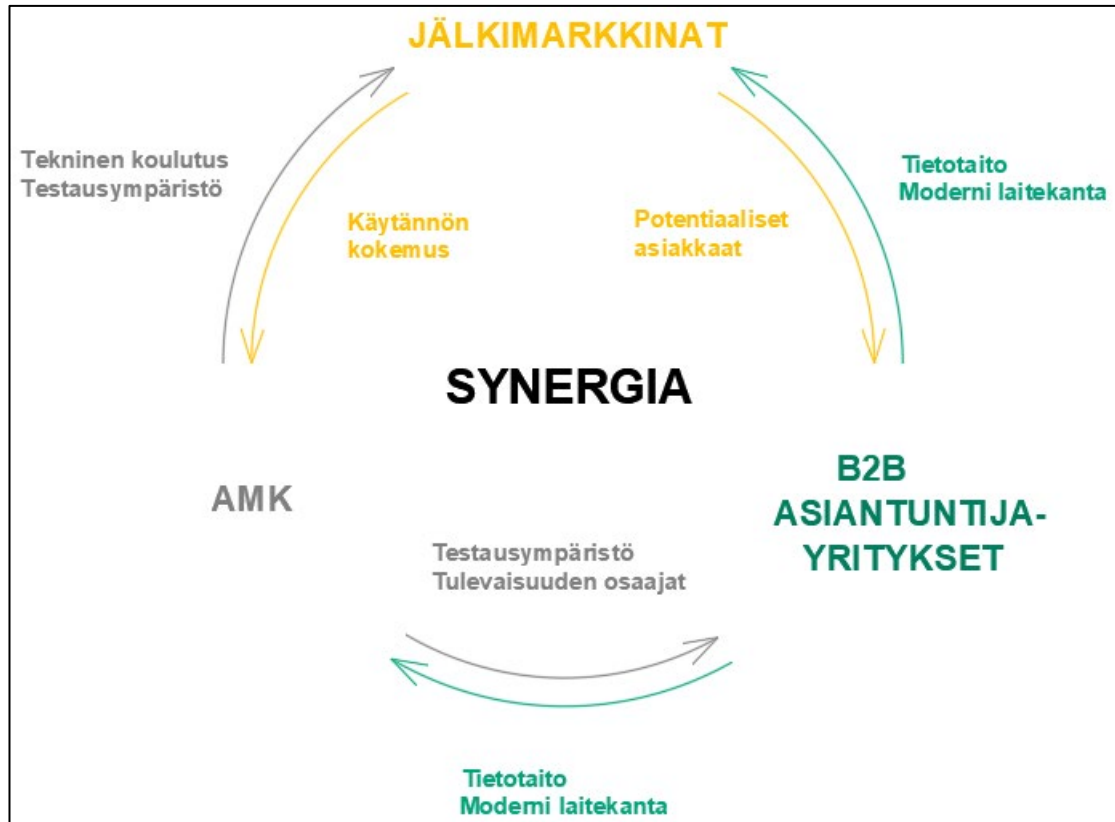 JÄLKIMARKKINAT
Tekninen koulutus
Testausympäristö
Käytännön
kokemus
Potentiaaliset
asiakkaat
Tietotaito
Moderni laitekanta
SYNERGIA
AMK
B2B
ASIANTUNTIJA-
YRITYKSET
Testausympäristö
Tulevaisuuden osaajat
Tietotaito
Moderni laitekanta